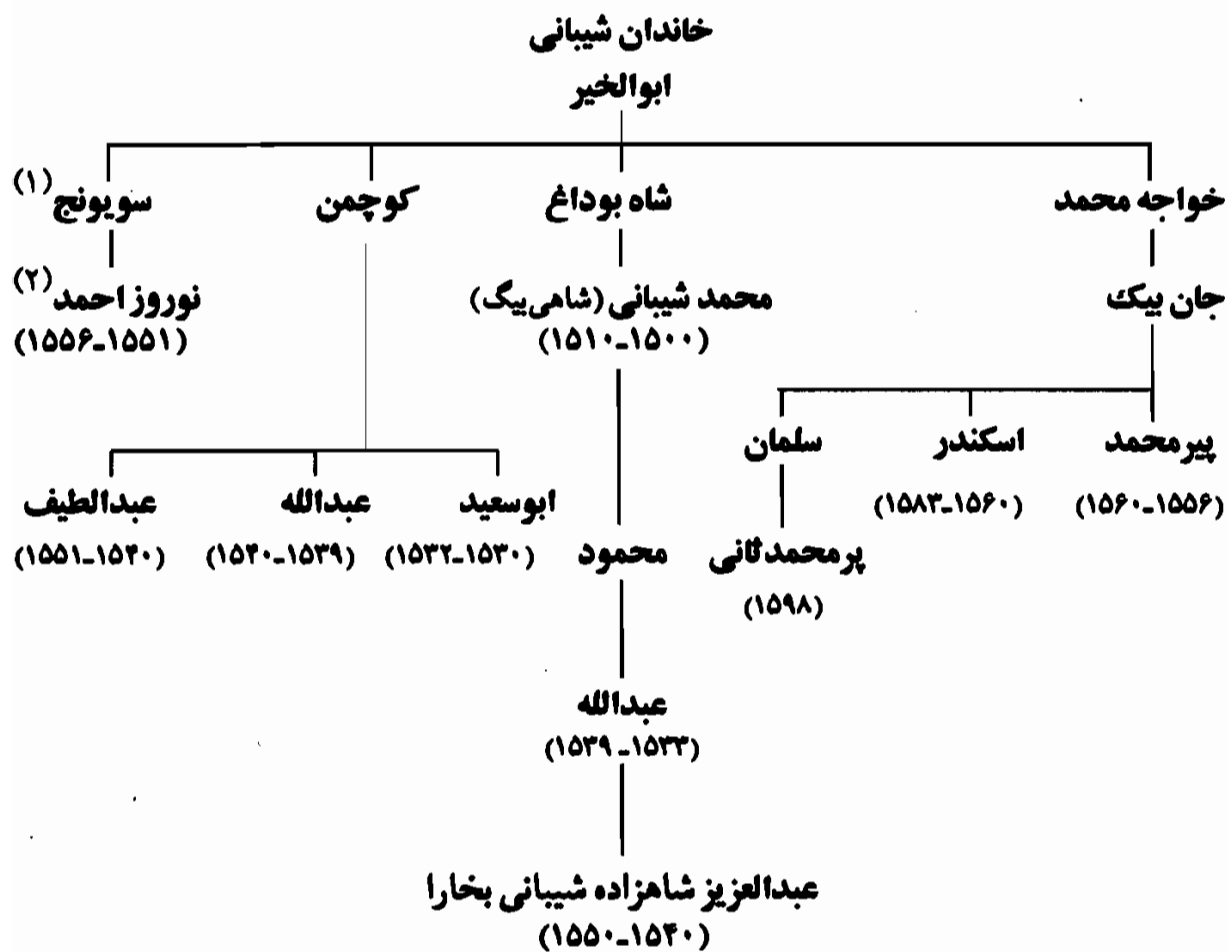 خاندان شیبانی
ابوالخیر
خواجه محمد شاه بوداغ کوچمن سویونج (۱)
جان بیک محمد شیبانی (شاهی بیگ) نوروز احمد (۲)
(۱۵۱۰-۱۵۰۰) (۱۵۵۶-۱۵۵۱)
پیرمحمد اسکندر سلمان
(۱۵۶۰-۱۵۵۶) (۱۵۸۳-۱۵۶۰) ابوسعید عبدالله عبدالطیف
پرمحمدثانی محمود (۱۵۳۲-۱۵۳۰) (۱۵۴۰-۱۵۳۹) (۱۵۵۱-۱۵۴۰)
(۱۵۹۸)
عبدالله
(۱۵۳۹-۱۵۳۳)
عبدالعزیز شاهزاده شیبانی بخارا
(۱۵۵۰-۱۵۴۰)